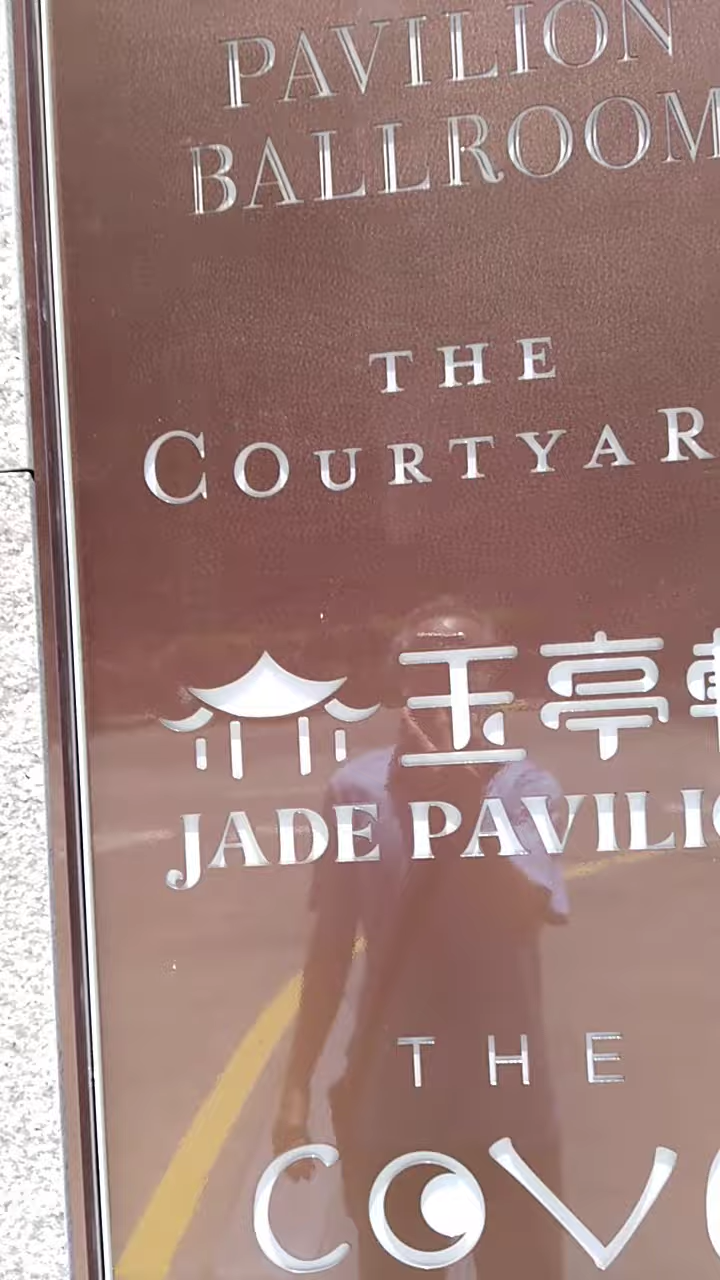 PAVILION
BALLROOM
THE
COURTYAR
玉亭軒
JADE PAVILIO
THE
COV